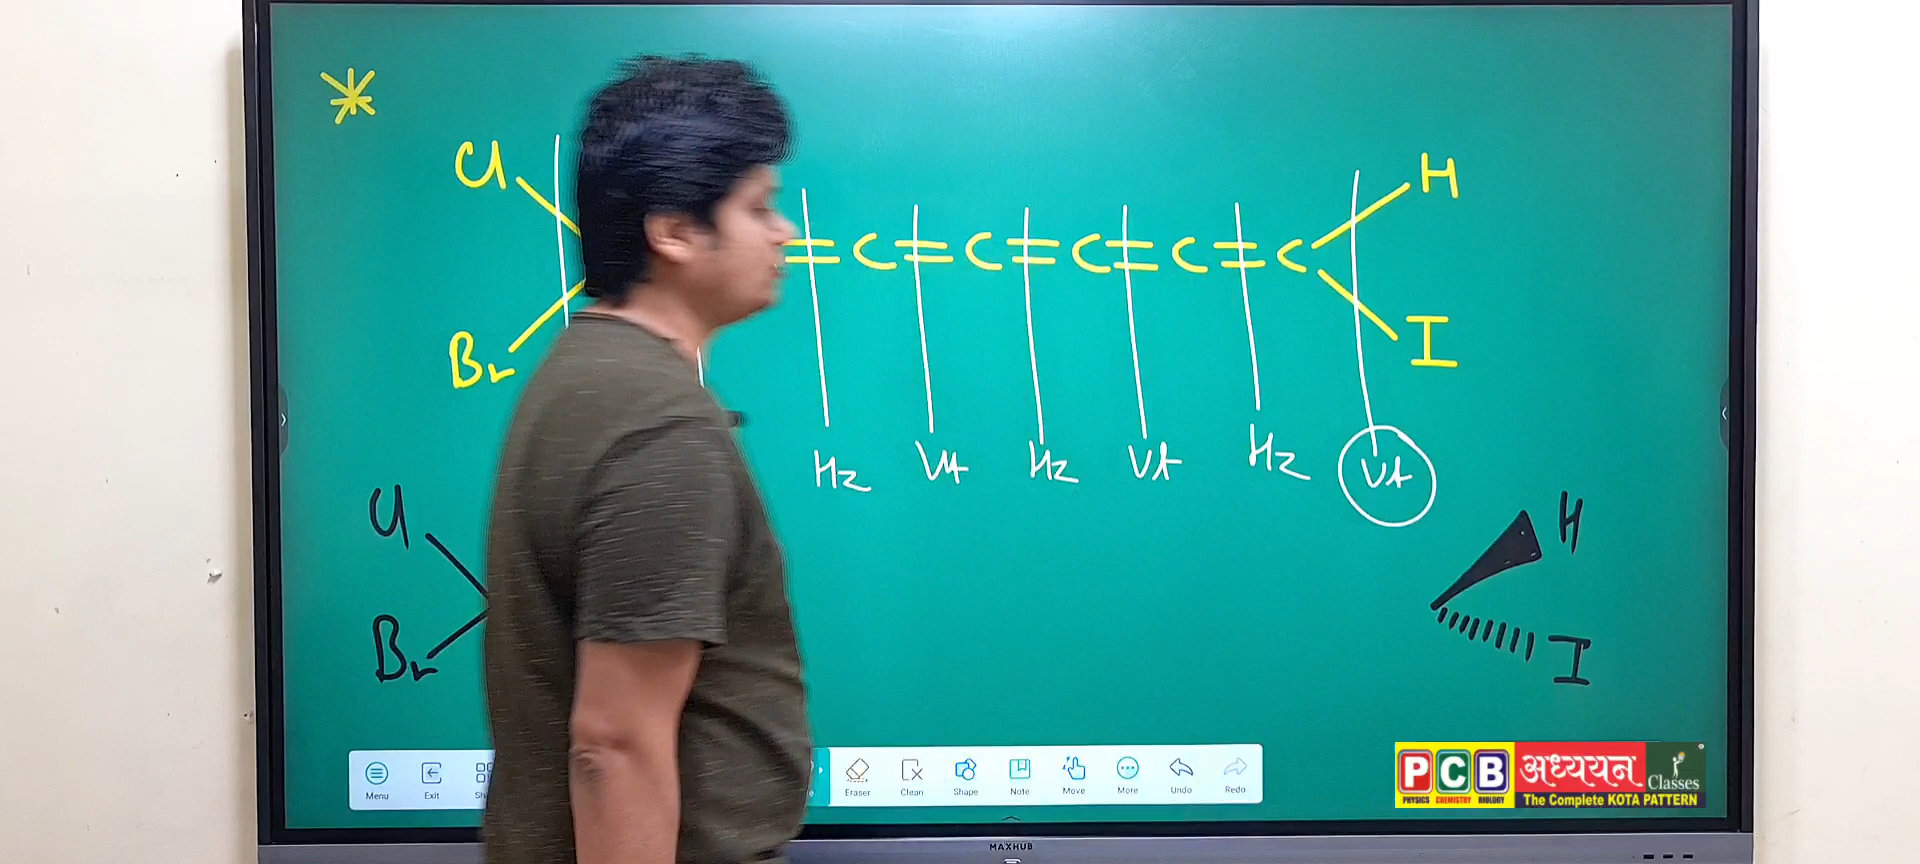 *
Cl
H
= C = C = C = C = C
Br
I
Hz Vt Hz Vt Hz Vt
Cl
H
Br
I
Menu Exit Eraser Clean Shape Note Move More Undo Redo
PCB अध्ययन Classes
PHYSICS CHEMISTRY BIOLOGY The Complete KOTA PATTERN
MAXHUB